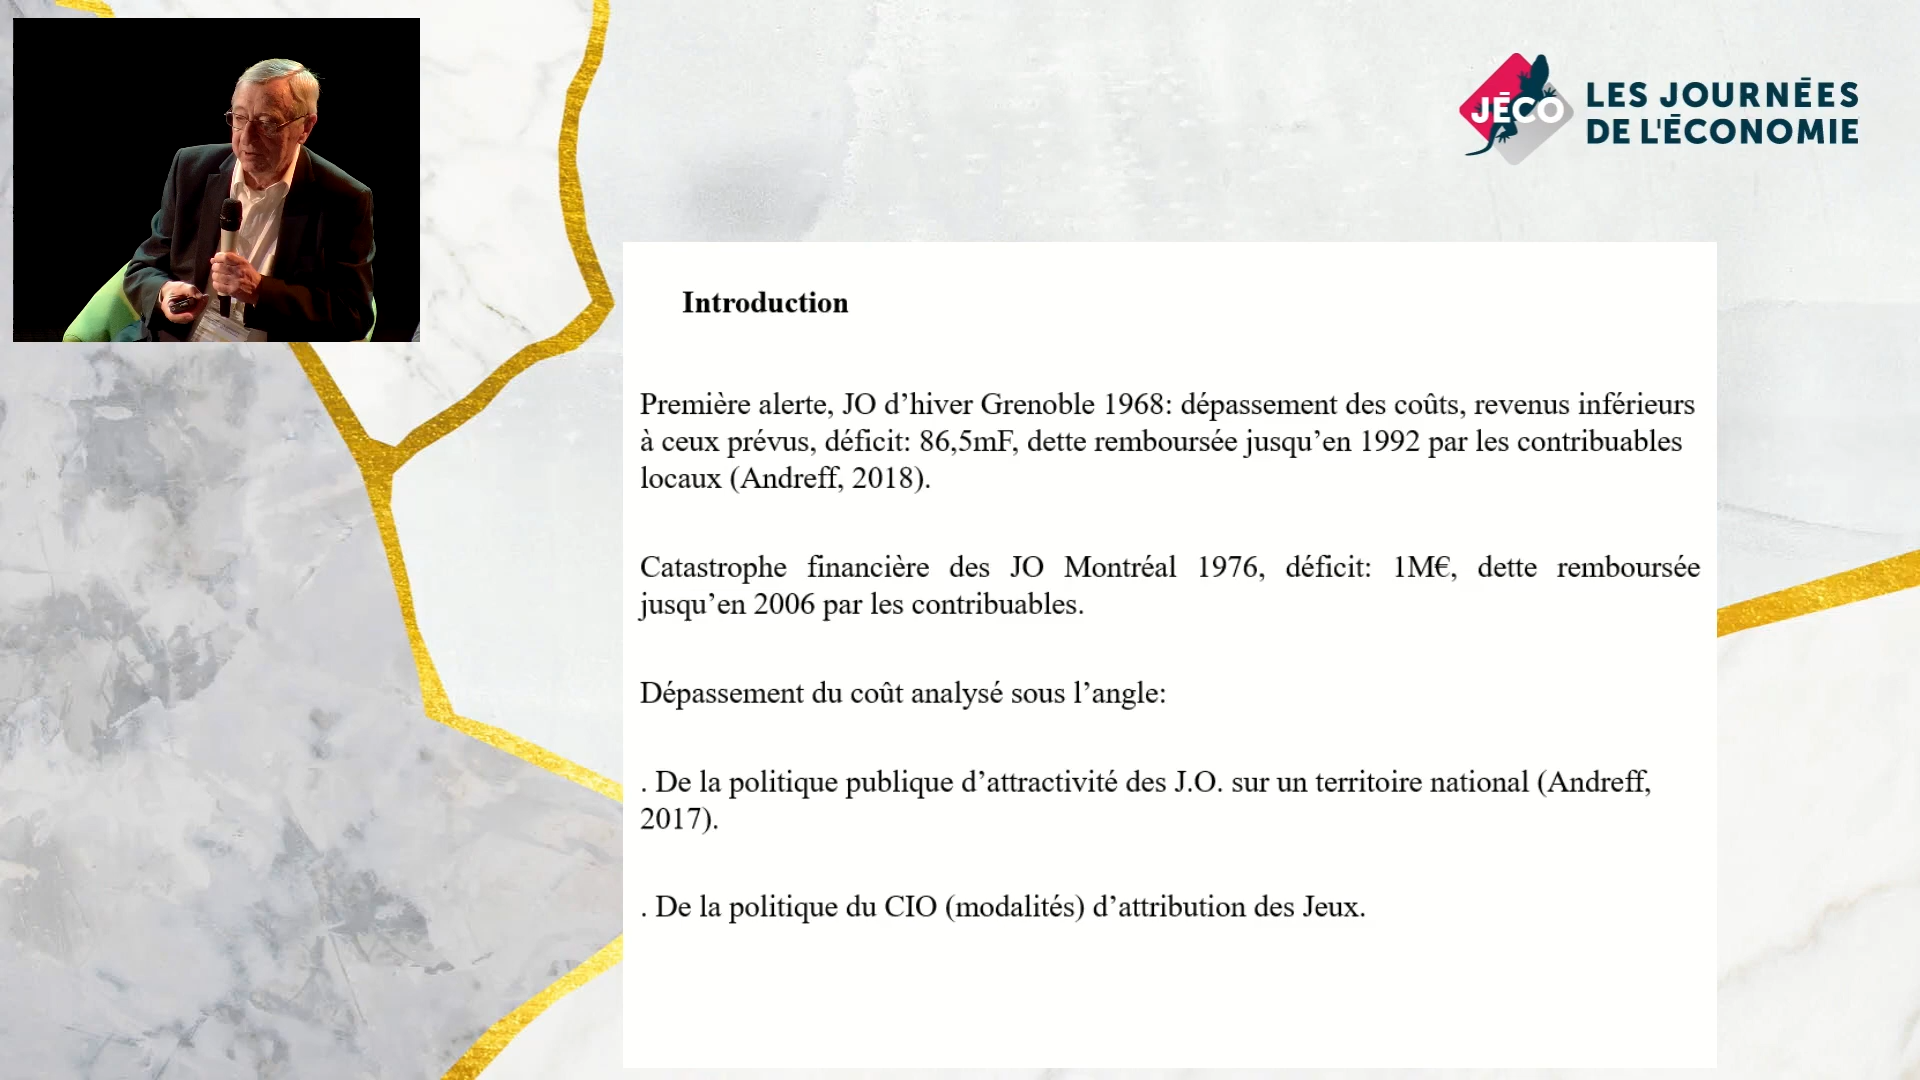 JĒCO
LES JOURNĒES
DE L'ĒCONOMIE
Introduction
Première alerte, JO d’hiver Grenoble 1968: dépassement des coûts, revenus inférieurs
à ceux prévus, déficit: 86,5mF, dette remboursée jusqu’en 1992 par les contribuables
locaux (Andreff, 2018).
Catastrophe financière des JO Montréal 1976, déficit: 1M€, dette remboursée
jusqu’en 2006 par les contribuables.
Dépassement du coût analysé sous l’angle:
. De la politique publique d’attractivité des J.O. sur un territoire national (Andreff,
2017).
. De la politique du CIO (modalités) d’attribution des Jeux.